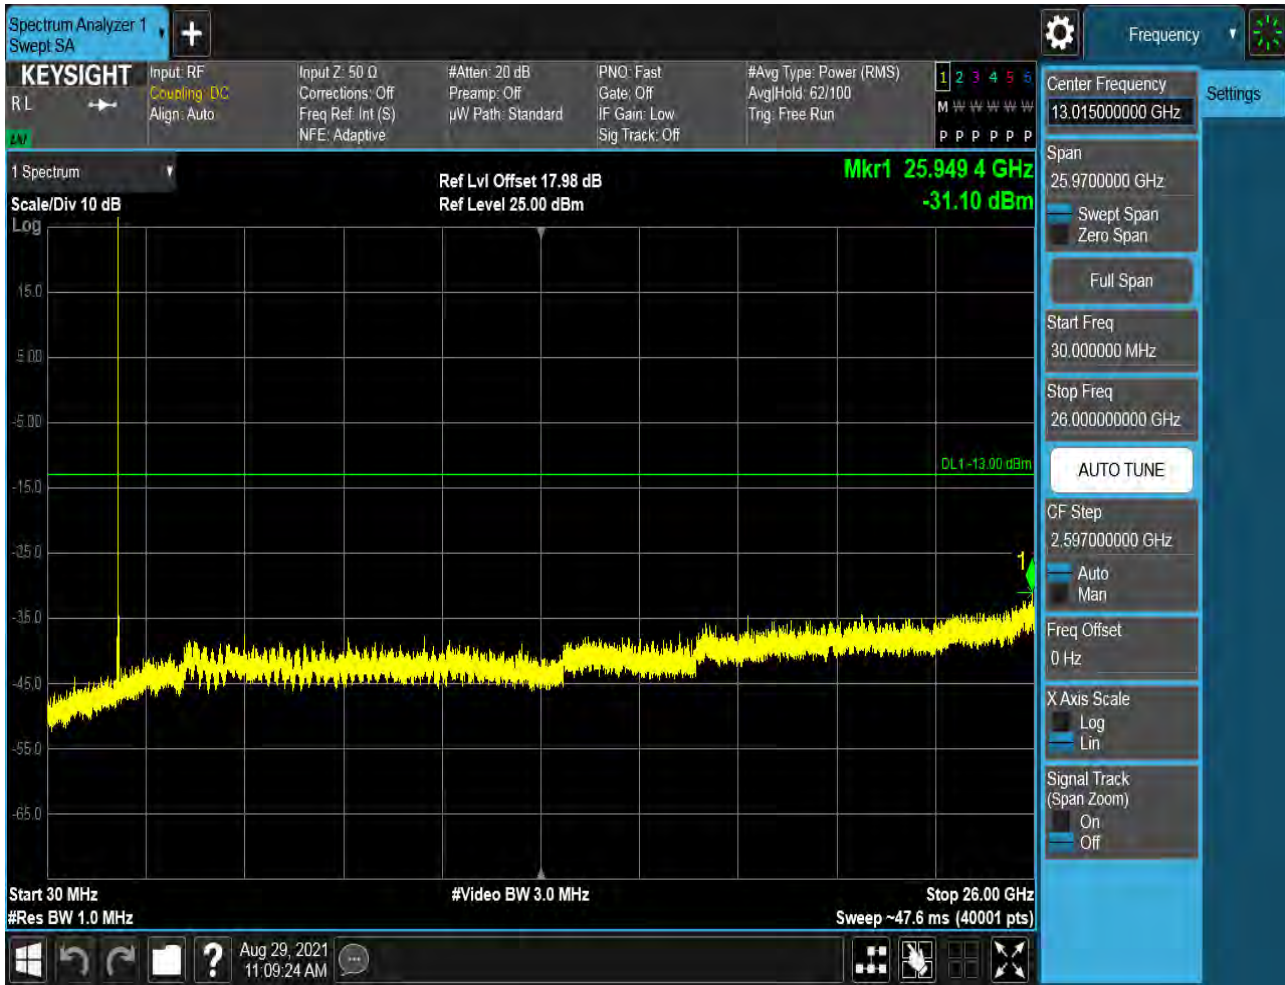 Spectrum Analyzer 1
Swept SA
Frequency
KEYSIGHT
R L
Input: RF
Coupling: DC
Align: Auto
Input Z: 50 Ω
Corrections: Off
Freq Ref: Int (S)
NFE: Adaptive
#Atten: 20 dB
Preamp: Off
µW Path: Standard
PNO: Fast
Gate: Off
IF Gain: Low
Sig Track: Off
#Avg Type: Power (RMS)
Avg|Hold: 62/100
Trig: Free Run
1 2 3 4 5 6
M W W W W W
P P P P P P
1 Spectrum
Scale/Div 10 dB
Log
Ref Lvl Offset 17.98 dB
Ref Level 25.00 dBm
Mkr1 25.949 4 GHz
-31.10 dBm
15.0
5.00
-5.00
DL1 -13.00 dBm
-15.0
-25.0
1
-35.0
-45.0
-55.0
-65.0
Start 30 MHz
#Video BW 3.0 MHz
Stop 26.00 GHz
#Res BW 1.0 MHz
Sweep ~47.6 ms (40001 pts)
Aug 29, 2021
11:09:24 AM
Center Frequency
13.015000000 GHz
Settings
Span
25.9700000 GHz
Swept Span
Zero Span
Full Span
Start Freq
30.000000 MHz
Stop Freq
26.000000000 GHz
AUTO TUNE
CF Step
2.597000000 GHz
Auto
Man
Freq Offset
0 Hz
X Axis Scale
Log
Lin
Signal Track
(Span Zoom)
On
Off